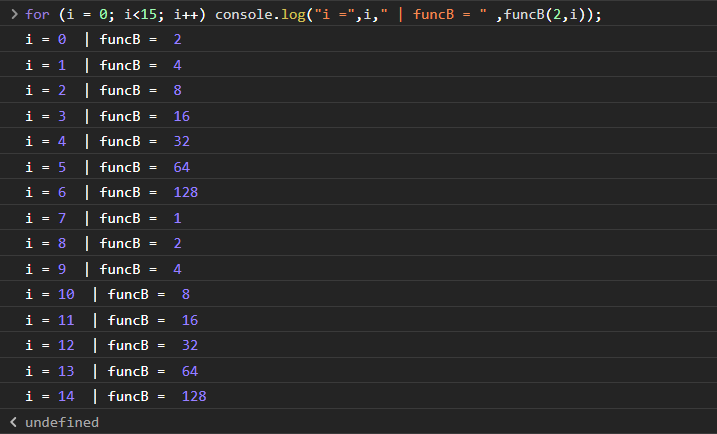 > for (i = 0; i<15; i++) console.log("i =",i," | funcB = " ,funcB(2,i));
i = 0  | funcB =  2
i = 1  | funcB =  4
i = 2  | funcB =  8
i = 3  | funcB =  16
i = 4  | funcB =  32
i = 5  | funcB =  64
i = 6  | funcB =  128
i = 7  | funcB =  1
i = 8  | funcB =  2
i = 9  | funcB =  4
i = 10  | funcB =  8
i = 11  | funcB =  16
i = 12  | funcB =  32
i = 13  | funcB =  64
i = 14  | funcB =  128
< undefined